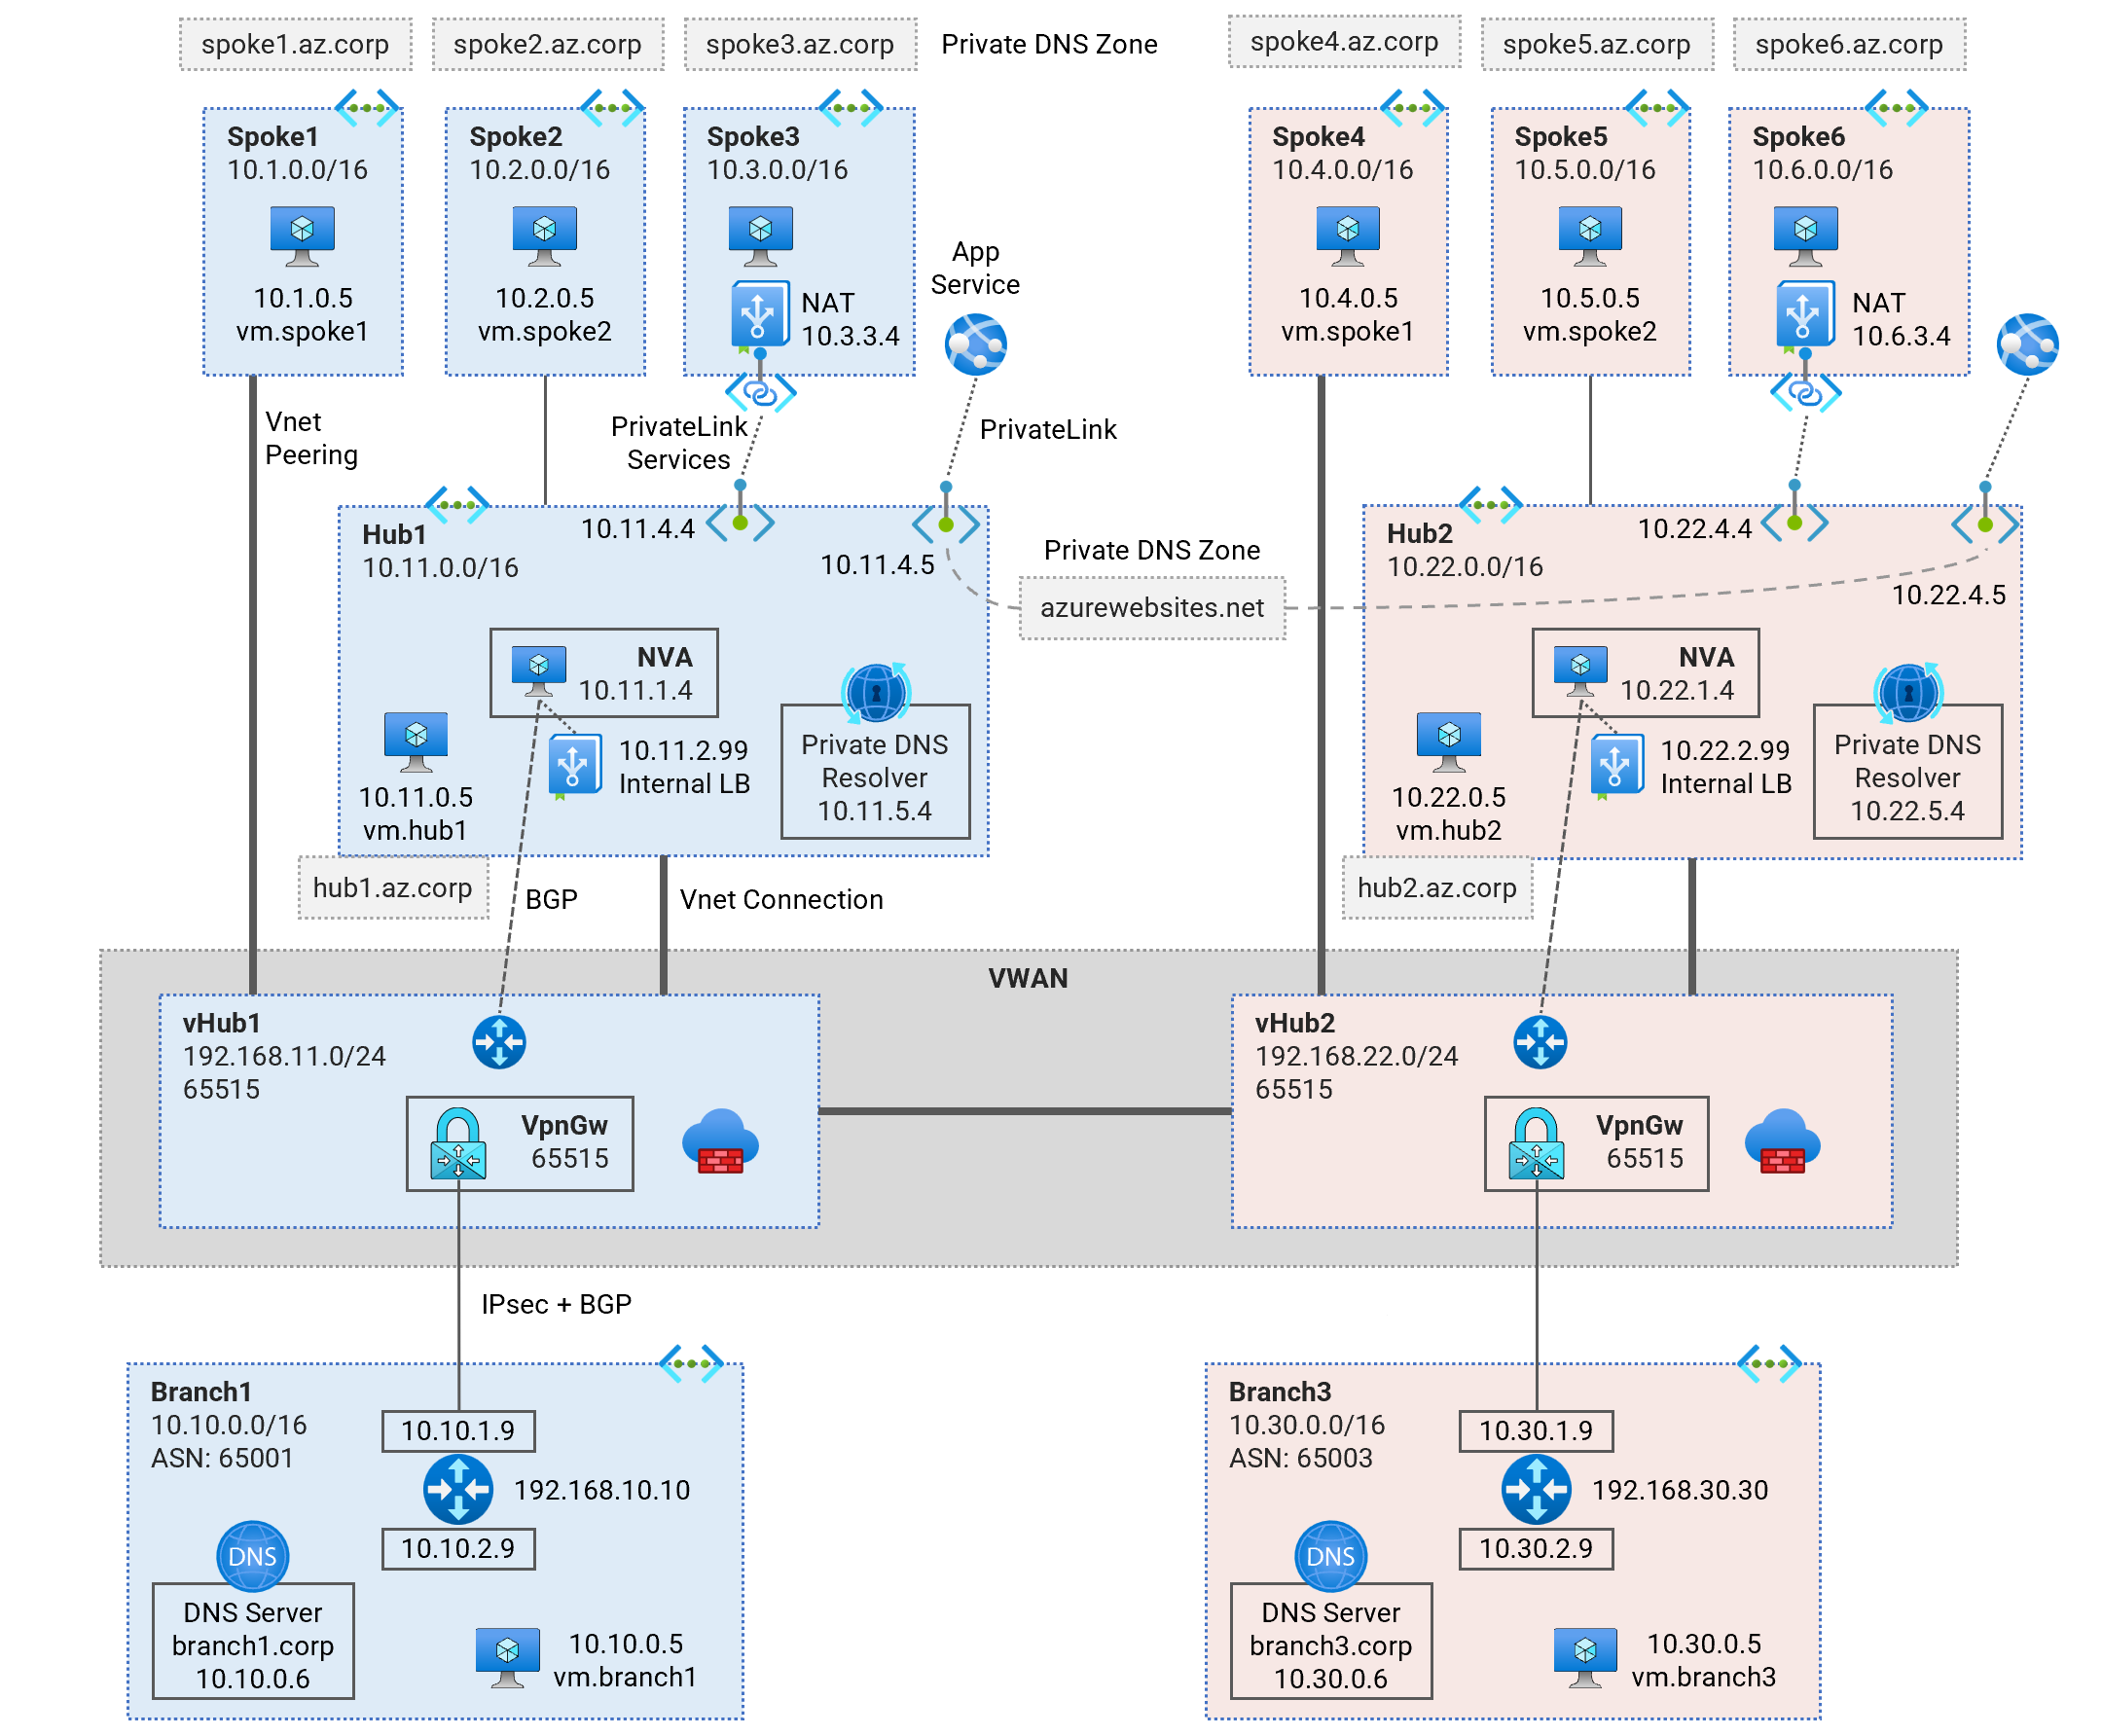 spoke1.az.corp
spoke2.az.corp
spoke3.az.corp
Private DNS Zone
spoke4.az.corp
spoke5.az.corp
spoke6.az.corp
Spoke1
10.1.0.0/16
10.1.0.5
vm.spoke1
Spoke2
10.2.0.0/16
10.2.0.5
vm.spoke2
Spoke3
10.3.0.0/16
NAT
10.3.3.4
App
Service
Spoke4
10.4.0.0/16
10.4.0.5
vm.spoke1
Spoke5
10.5.0.0/16
10.5.0.5
vm.spoke2
Spoke6
10.6.0.0/16
NAT
10.6.3.4
Vnet
Peering
PrivateLink
Services
PrivateLink
Hub1
10.11.0.0/16
10.11.4.4
10.11.4.5
NVA
10.11.1.4
10.11.2.99
Internal LB
10.11.0.5
vm.hub1
Private DNS
Resolver
10.11.5.4
Private DNS Zone
azurewebsites.net
Hub2
10.22.0.0/16
10.22.4.4
10.22.4.5
NVA
10.22.1.4
10.22.2.99
Internal LB
10.22.0.5
vm.hub2
Private DNS
Resolver
10.22.5.4
hub1.az.corp
BGP
Vnet Connection
hub2.az.corp
VWAN
vHub1
192.168.11.0/24
65515
VpnGw
65515
vHub2
192.168.22.0/24
65515
VpnGw
65515
IPsec + BGP
Branch1
10.10.0.0/16
ASN: 65001
10.10.1.9
192.168.10.10
10.10.2.9
DNS
DNS Server
branch1.corp
10.10.0.6
10.10.0.5
vm.branch1
Branch3
10.30.0.0/16
ASN: 65003
10.30.1.9
192.168.30.30
10.30.2.9
DNS
DNS Server
branch3.corp
10.30.0.6
10.30.0.5
vm.branch3